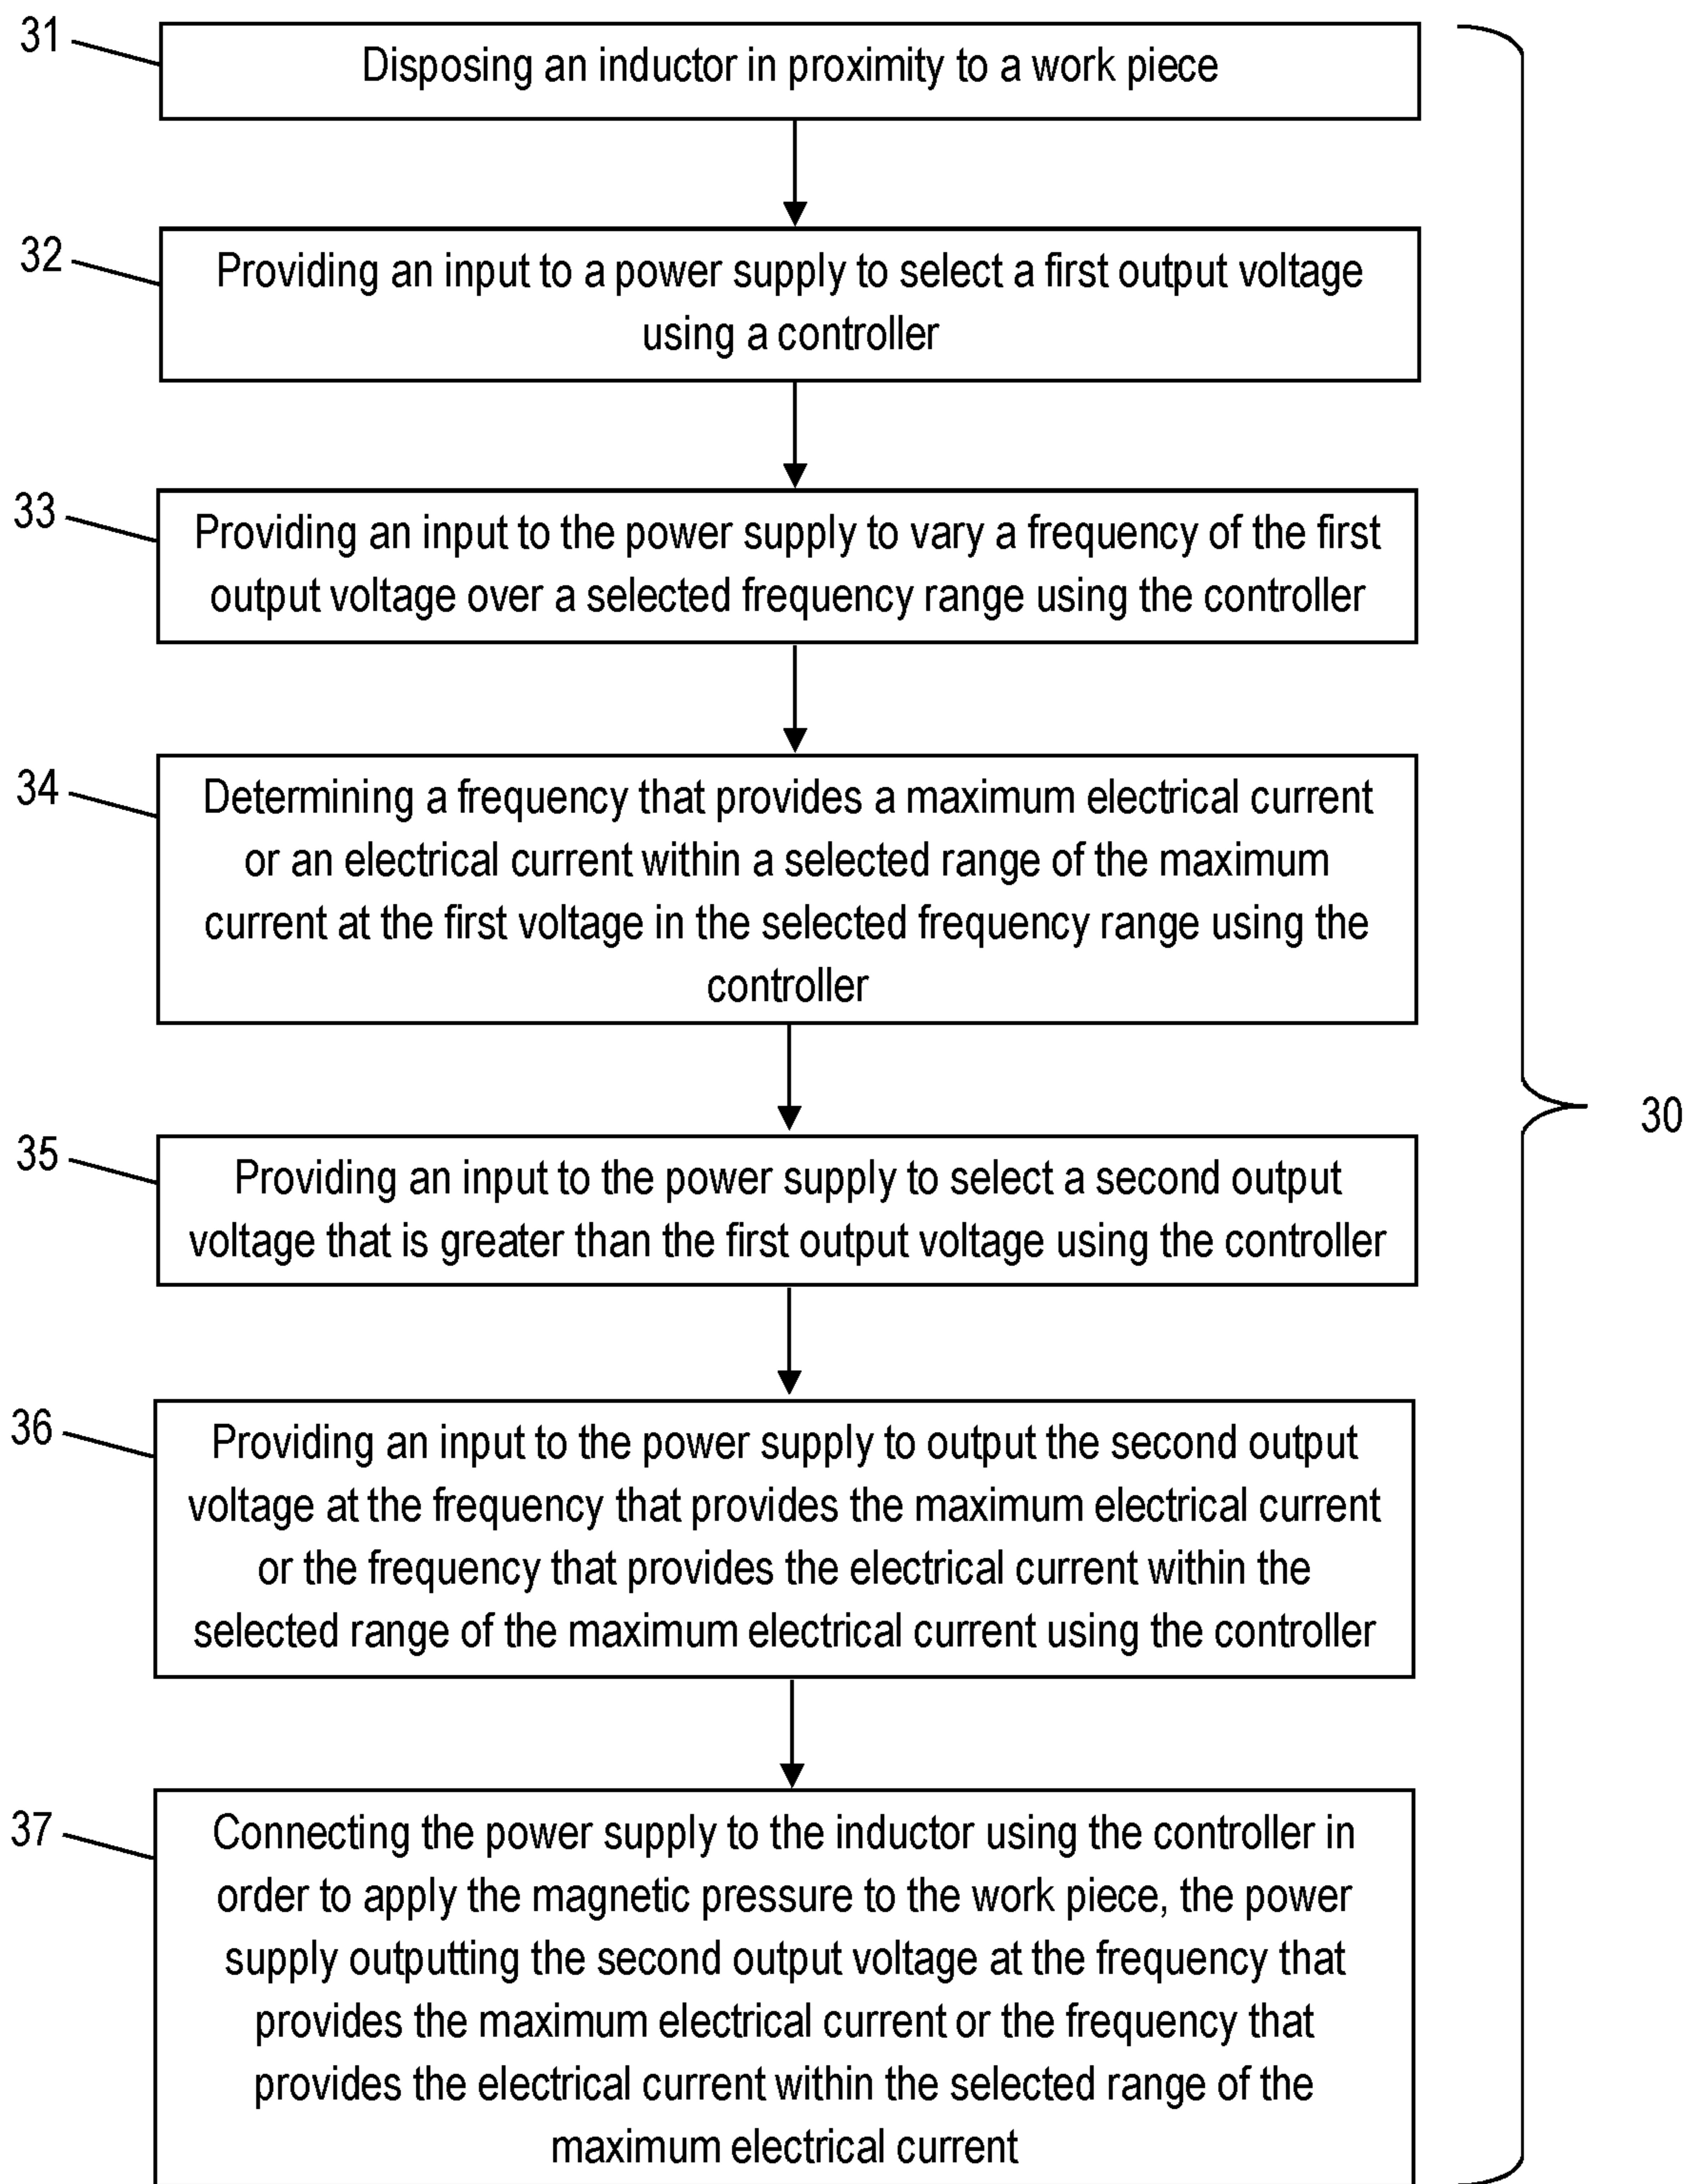 31
Disposing an inductor in proximity to a work piece
32
Providing an input to a power supply to select a first output voltage
using a controller
33
Providing an input to the power supply to vary a frequency of the first
output voltage over a selected frequency range using the controller
34
Determining a frequency that provides a maximum electrical current
or an electrical current within a selected range of the maximum
current at the first voltage in the selected frequency range using the
controller
30
35
Providing an input to the power supply to select a second output
voltage that is greater than the first output voltage using the controller
36
Providing an input to the power supply to output the second output
voltage at the frequency that provides the maximum electrical current
or the frequency that provides the electrical current within the
selected range of the maximum electrical current using the controller
37
Connecting the power supply to the inductor using the controller in
order to apply the magnetic pressure to the work piece, the power
supply outputting the second output voltage at the frequency that
provides the maximum electrical current or the frequency that
provides the electrical current within the selected range of the
maximum electrical current